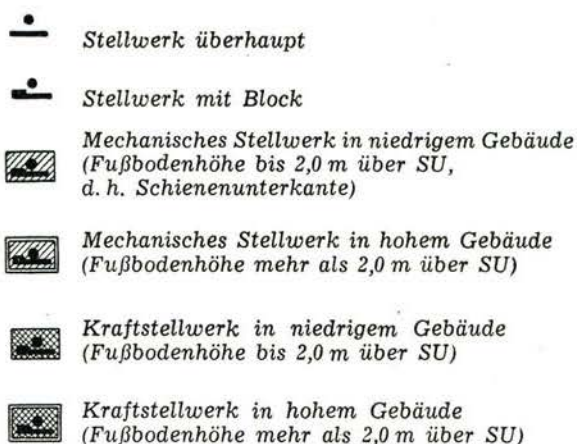 Stellwerk überhaupt
Stellwerk mit Block
Mechanisches Stellwerk in niedrigem Gebäude
(Fußbodenhöhe bis 2,0 m über SU,
d. h. Schienenunterkante)
Mechanisches Stellwerk in hohem Gebäude
(Fußbodenhöhe mehr als 2,0 m über SU)
Kraftstellwerk in niedrigem Gebäude
(Fußbodenhöhe bis 2,0 m über SU)
Kraftstellwerk in hohem Gebäude
(Fußbodenhöhe mehr als 2,0 m über SU)